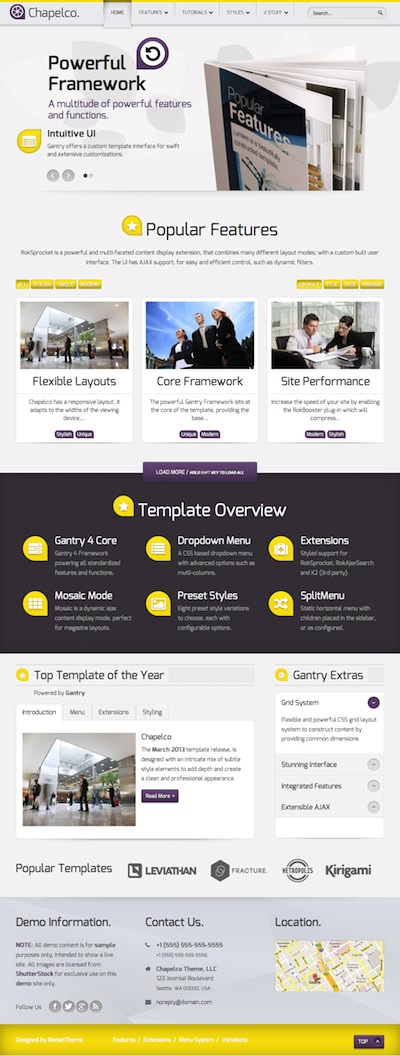 Chapelco.
HOME FEATURES TUTORIALS STYLES J! STUFF Search...
Powerful
Framework
A multitude of powerful features
and functions.
Intuitive UI
Gantry offers a custom template interface for swift
and extensive customizations.
Popular
Features
Lumiere is a beautifully
constructed template
Popular Features
RokSprocket is a powerful and multi-faceted content display extension, that combines many different layout modes; with a custom built user
interface. The UI has AJAX support, for easy and efficient control, such as dynamic filters.
ALL STYLISH UNIQUE MODERN DEFAULT TITLE DATE RANDOM
Flexible Layouts
Chapelco has a responsive layout, it
adapts to the widths of the viewing
device,...
Stylish Unique
Core Framework
The powerful Gantry Framework sits at
the core of the template, providing the
base...
Unique Modern
Site Performance
Increase the speed of your site by enabling
the RokBooster plug-in which will
compress...
Modern Stylish
LOAD MORE / HOLD SHIFT KEY TO LOAD ALL
Template Overview
Gantry 4 Core
Gantry 4 Framework
powering all standardized
features and functions.
Dropdown Menu
A CSS based dropdown menu
with advanced options such as
mutli-columns.
Extensions
Styled support for
RokSprocket, RokAjaxSearch
and K2 (3rd party).
Mosaic Mode
Mosaic is a dynamic ajax
content display mode, perfect
for magazine layouts.
Preset Styles
Eight preset style variations
to choose, each with
configurable options.
SplitMenu
Static horizontal menu with
children placed in the sidebar,
or as configured.
Top Template of the Year
Powered by Gantry
Introduction Menu Extensions Styling
Chapelco
The March 2013 template release, is
designed with an intricate mix of subtle
style elements to add depth and create
a clean and professional appearance.
Read More
Gantry Extras
Grid System
Flexible and powerful CSS grid layout
system to construct content by
providing common dimensions
Stunning Interface
Integrated Features
Extensible AJAX
Popular Templates LEVIATHAN FRACTURE. METROPOLIS Kirigami
Demo Information.
NOTE: All demo content is for sample
purposes only, intended to show a live
site. All images are licensed from
ShutterStock for exclusive use on this
demo site only.
Follow Us
Contact Us.
+1 (555) 555-555-5555
+1 (555) 555-555-5556
Chapelco Theme, LLC
123 Joomla! Boulevard
Seattle, WA 00000, USA
noreply@domain.com
Location.
Designed by RocketTheme Features / Extensions / Menu System / Variations TOP